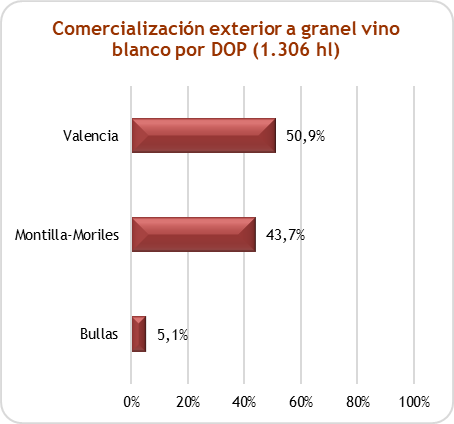 Comercialización exterior a granel vino
blanco por DOP (1.306 hl)
Valencia
50,9%
Montilla-Moriles
43,7%
Bullas
5,1%
0%
20%
40%
60%
80%
100%